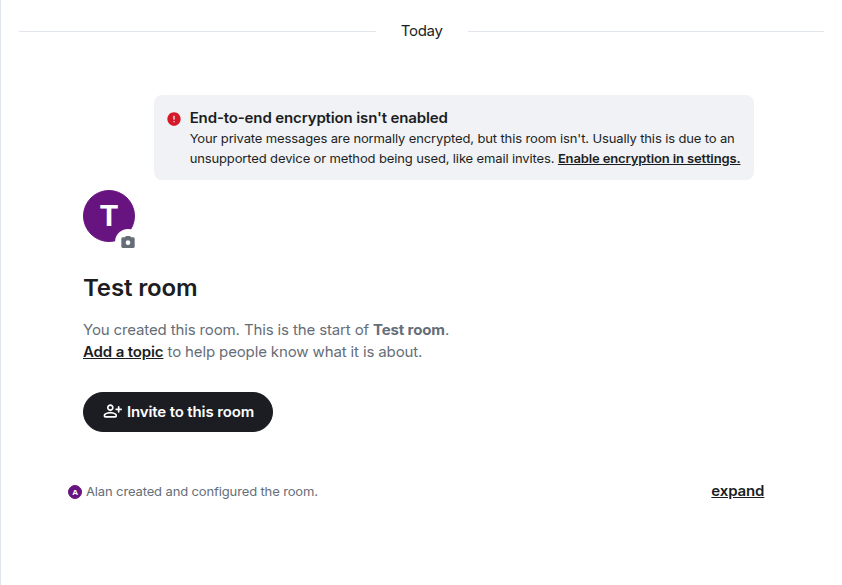 Today
End-to-end encryption isn't enabled
Your private messages are normally encrypted, but this room isn't. Usually this is due to an
unsupported device or method being used, like email invites. Enable encryption in settings.
T
Test room
You created this room. This is the start of Test room.
Add a topic to help people know what it is about.
Invite to this room
A Alan created and configured the room.
expand